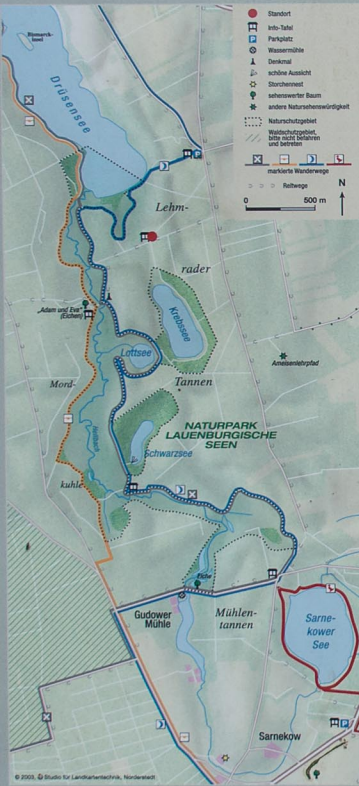 Bismarck-
insel
Drüsensee
Standort
Info-Tafel
Parkplatz
Wassermühle
Denkmal
schöne Aussicht
Storchennest
sehenswerter Baum
andere Natursehenswürdigkeit
Naturschutzgebiet
Waldschutzgebiet,
bitte nicht befahren
und betreten
markierte Wanderwege
Reitwege
N
0 500 m
Lehm-
rader
Krebssee
„Adam und Eva"
(Eichen)
Lottsee
Ameisenlehrpfad
Mord-
Tannen
NATURPARK
LAUENBURGISCHE
SEEN
Schwarzsee
kuhle
Eiche
Gudower
Mühle
Mühlen-
tannen
Sarne-
kower
See
Sarnekow
© 2003, Studio für Landkartentechnik, Norderstedt